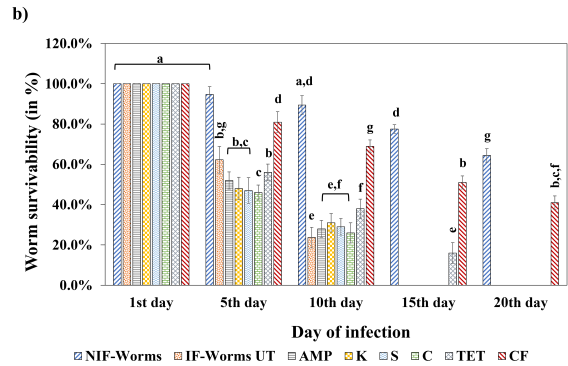 b)
Worm survivability (in %)
120.0%
100.0%
80.0%
60.0%
40.0%
20.0%
0.0%
a
b,g
b,c
c
b
d
a,d
e
e,f
f
g
d
e
b
g
b,c,f
1st day 5th day 10th day 15th day 20th day
Day of infection
NIF-Worms IF-Worms UT AMP K S C TET CF